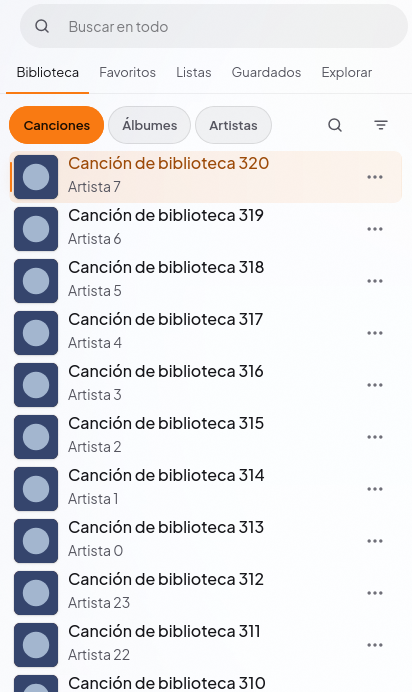 Buscar en todo
Biblioteca Favoritos Listas Guardados Explorar
Canciones Álbumes Artistas
Canción de biblioteca 320
Artista 7
Canción de biblioteca 319
Artista 6
Canción de biblioteca 318
Artista 5
Canción de biblioteca 317
Artista 4
Canción de biblioteca 316
Artista 3
Canción de biblioteca 315
Artista 2
Canción de biblioteca 314
Artista 1
Canción de biblioteca 313
Artista 0
Canción de biblioteca 312
Artista 23
Canción de biblioteca 311
Artista 22
Canción de biblioteca 310